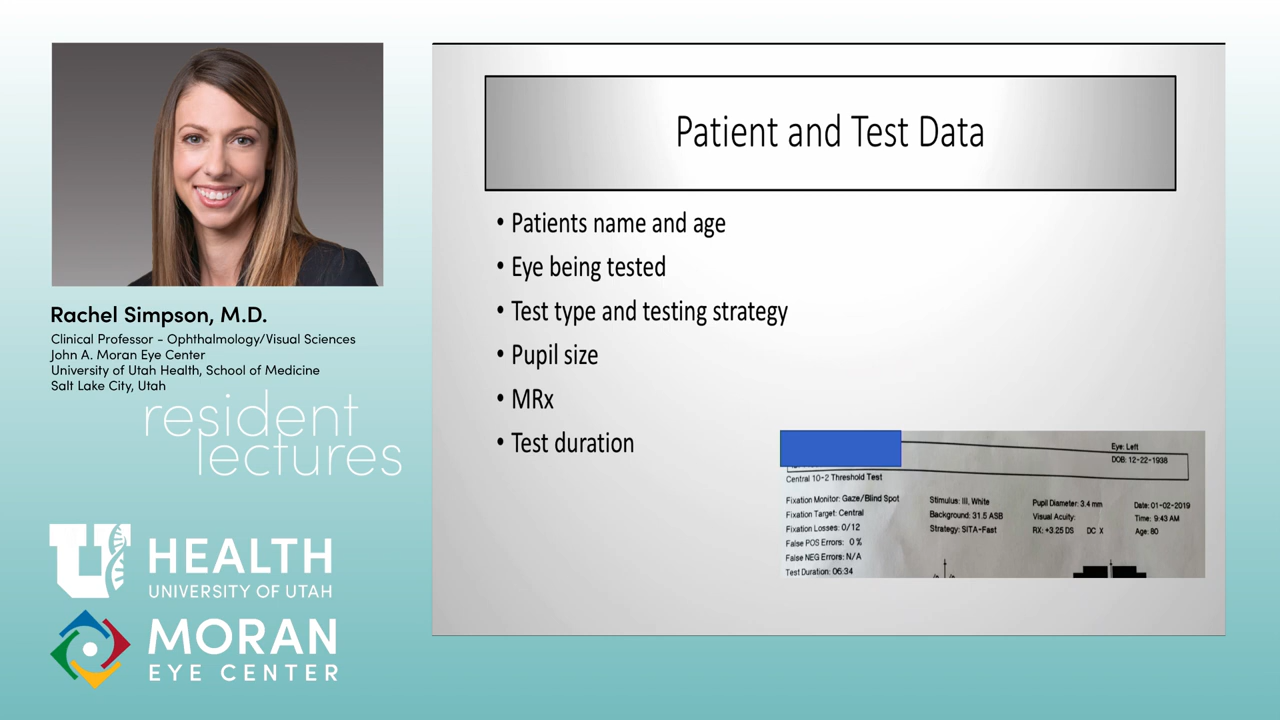 Rachel Simpson, M.D.
Clinical Professor - Ophthalmology/Visual Sciences
John A. Moran Eye Center
University of Utah Health, School of Medicine
Salt Lake City, Utah
resident
lectures
U HEALTH
UNIVERSITY OF UTAH
MORAN
EYE CENTER
Patient and Test Data
• Patients name and age
• Eye being tested
• Test type and testing strategy
• Pupil size
• MRx
• Test duration
Eye: Left
DOB: 12-22-1938
Central 10-2 Threshold Test
Fixation Monitor: Gaze/Blind Spot
Fixation Target: Central
Fixation Losses: 0/12
False POS Errors: 0 %
False NEG Errors: N/A
Test Duration: 06:34
Stimulus: III, White
Background: 31.5 ASB
Strategy: SITA-Fast
Pupil Diameter: 3.4 mm
Visual Acuity:
RX: +3.25 DS DC X
Date: 01-02-2019
Time: 9:43 AM
Age: 80